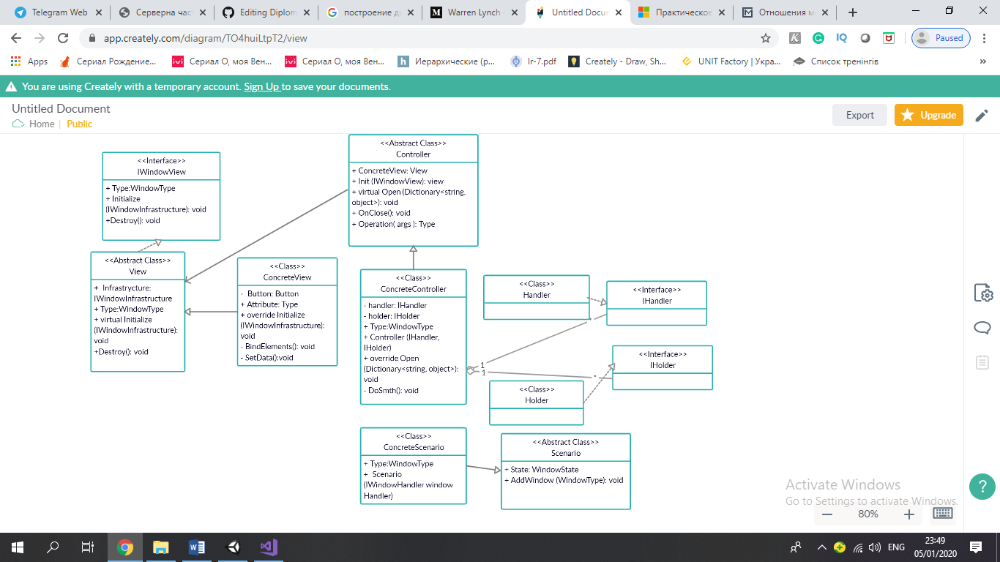 Telegram Web
Серверна час
Editing Diplom
построение д
Warren Lynch -
Untitled Docum
Практическое
Отношения м
app.creately.com/diagram/TO4huiLtpT2/view
Paused
Apps
Сериал Рождение...
Сериал О, моя Вен...
Сериал О, моя Вен...
Иерархические (р...
lr-7.pdf
Creately - Draw, Sh...
UNIT Factory | Укра...
Список тренінгів
You are using Creately with a temporary account. Sign Up to save your documents.
Untitled Document
Home | Public
Export
Upgrade
<<Interface>>
IWindowView
+ Type:WindowType
+ Initialize
(IWindowInfrastructure): void
+Destroy(): void
<<Abstract Class>>
Controller
+ ConcreteView: View
+ Init (IWindowView): view
+ virtual Open (Dictionary<string,
object>): void
+ OnClose(): void
+ Operation( args ): Type
<<Abstract Class>>
View
+ Infrastrycture:
IWindowInfrastructure
+ Type:WindowType
+ virtual Initialize
(IWindowInfrastructure):
void
+Destroy(): void
<<Class>>
ConcreteView
- Button: Button
+ Attribute: Type
+ override Initialize
(IWindowInfrastructure):
void
- BindElements(): void
- SetData():void
<<Class>>
ConcreteController
- handler: IHandler
- holder: IHolder
+ Type:WindowType
+ Controller (IHandler,
IHolder)
+ override Open
(Dictionary<string, object>):
void
- DoSmth(): void
<<Class>>
Handler
<<Interface>>
IHandler
*
1
1
*
<<Interface>>
IHolder
<<Class>>
Holder
<<Class>>
ConcreteScenario
+ Type:WindowType
+ Scenario
(IWindowHandler window
Handler)
<<Abstract Class>>
Scenario
+ State: WindowState
+ AddWindow (WindowType): void
Activate Windows
Go to Settings to activate Windows.
80%
ENG
23:49
05/01/2020